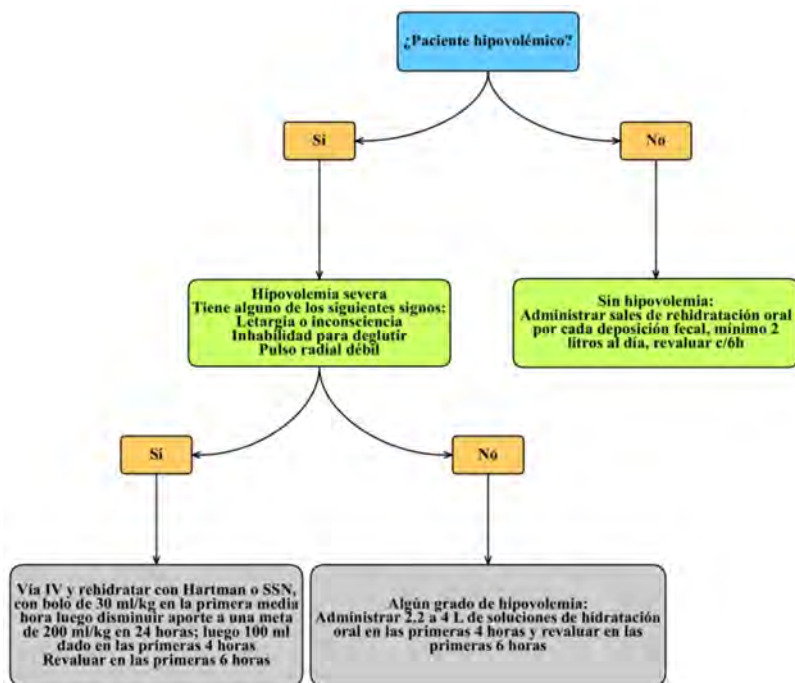 ¿Paciente hipovolémico?
Sí
No
Hipovolemia severa
Tiene alguno de los siguientes signos:
Letargia o inconsciencia
Inhabilidad para deglutir
Pulso radial débil
Sin hipovolemia:
Administrar sales de rehidratación oral
por cada deposición fecal, mínimo 2
litros al día, revaluar c/6h
Sí
No
Vía IV y rehidratar con Hartman o SSN,
con bolo de 30 ml/kg en la primera media
hora luego disminuir aporte a una meta
de 200 ml/kg en 24 horas; luego 100 ml
dado en las primeras 4 horas
Revaluar en las primeras 6 horas
Algún grado de hipovolemia:
Administrar 2,2 a 4 L de soluciones de hidratación
oral en las primeras 4 horas y revaluar en las
primeras 6 horas